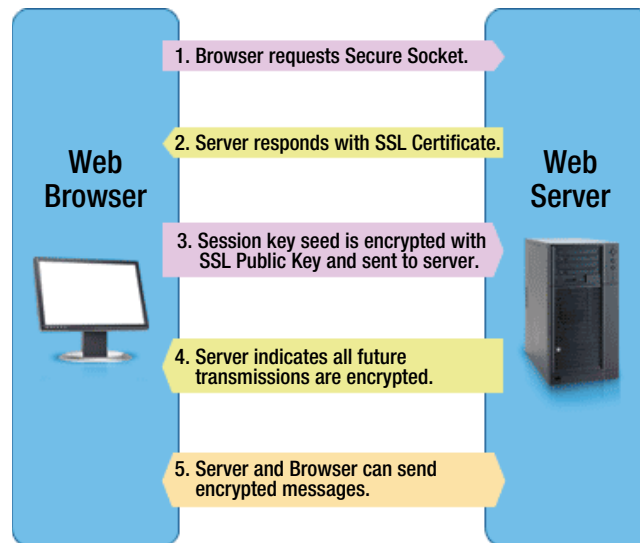 1. Browser requests Secure Socket.
2. Server responds with SSL Certificate.
Web
Browser
Web
Server
3. Session key seed is encrypted with
SSL Public Key and sent to server.
4. Server indicates all future
transmissions are encrypted.
5. Server and Browser can send
encrypted messages.